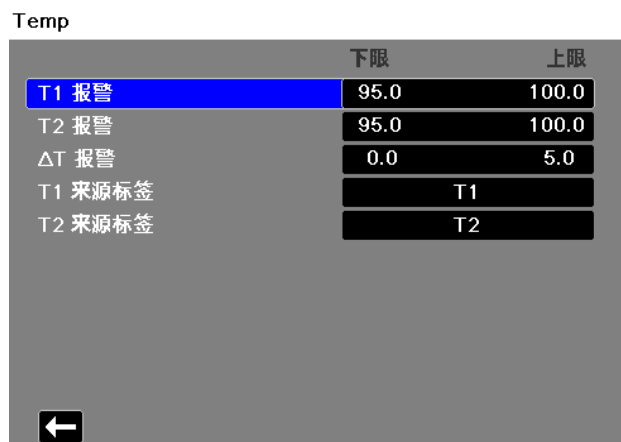 Temp
下限 上限
T1 报警 95.0 100.0
T2 报警 95.0 100.0
ΔT 报警 0.0 5.0
T1 来源标签 T1
T2 来源标签 T2